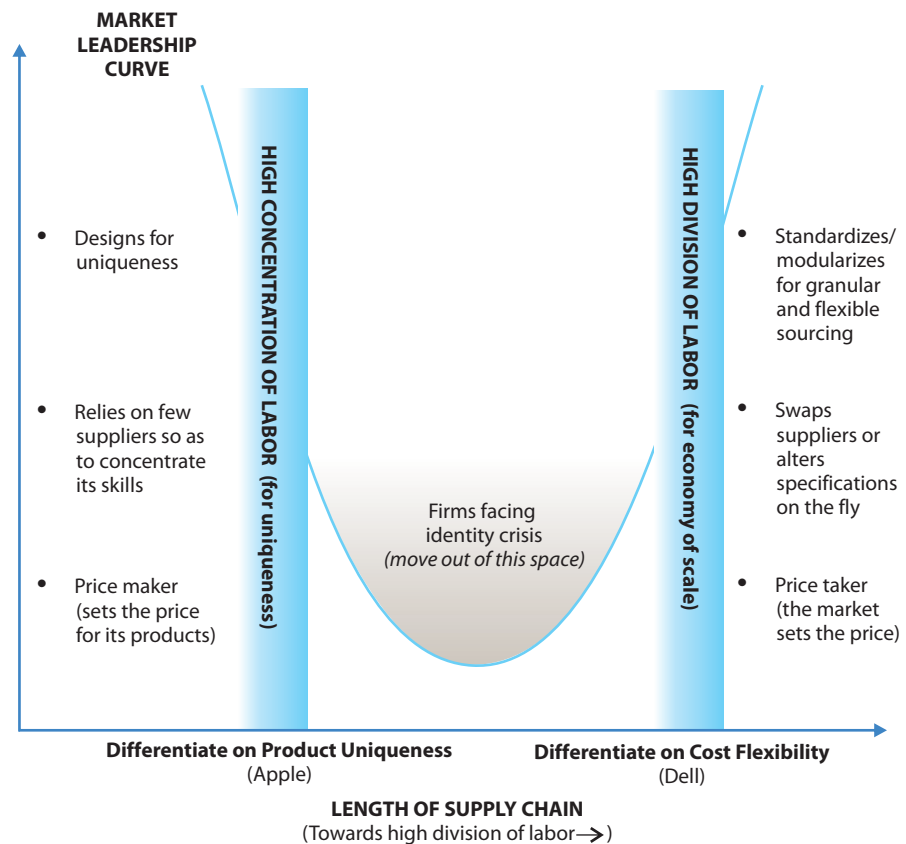 MARKET
LEADERSHIP
CURVE
• Designs for
uniqueness
• Relies on few
suppliers so as
to concentrate
its skills
• Price maker
(sets the price
for its products)
HIGH CONCENTRATION OF LABOR (for uniqueness)
Firms facing
identity crisis
(move out of this space)
HIGH DIVISION OF LABOR (for economy of scale)
• Standardizes/
modularizes
for granular
and flexible
sourcing
• Swaps
suppliers or
alters
specifications
on the fly
• Price taker
(the market
sets the price)
Differentiate on Product Uniqueness
(Apple)
Differentiate on Cost Flexibility
(Dell)
LENGTH OF SUPPLY CHAIN
(Towards high division of labor→)